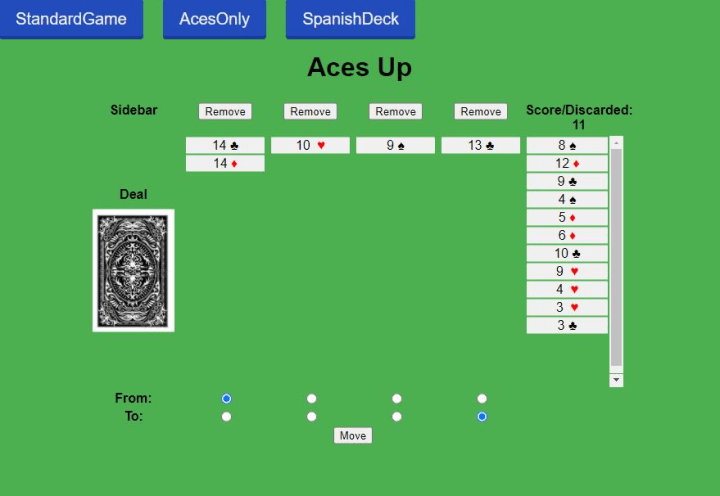 StandardGame AcesOnly SpanishDeck
Aces Up
Sidebar Remove Remove Remove Remove Score/Discarded:
11
14 ♣ 10 ♥ 9 ♠ 13 ♣ 8 ♠
14 ♦ 12 ♦
9 ♣
Deal 4 ♠
5 ♦
6 ♦
10 ♣
9 ♥
4 ♥
3 ♥
3 ♣
From:
To:
Move